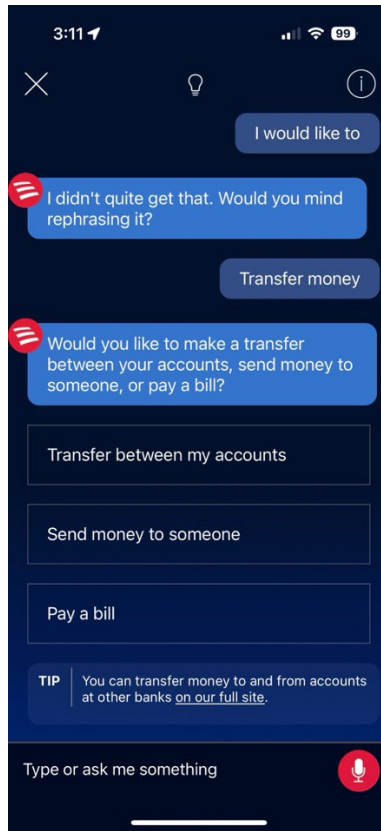 3:11
99
I would like to
I didn't quite get that. Would you mind
rephrasing it?
Transfer money
Would you like to make a transfer
between your accounts, send money to
someone, or pay a bill?
Transfer between my accounts
Send money to someone
Pay a bill
TIP
You can transfer money to and from accounts
at other banks on our full site.
Type or ask me something